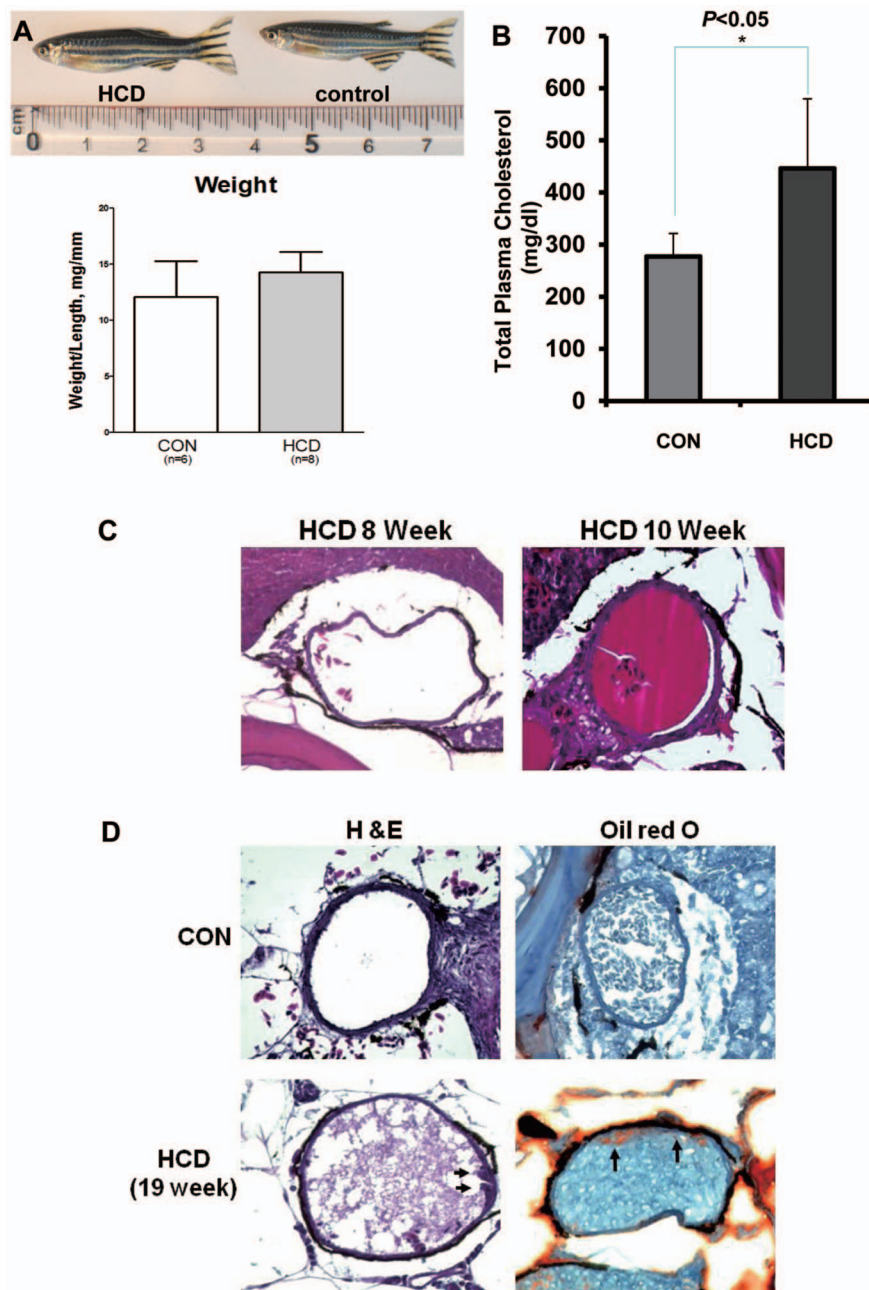 A
HCD control
cm 0 1 2 3 4 5 6 7
Weight
Weight/Length, mg/mm
20
15
10
5
0
CON HCD
(n=6) (n=8)
B
P<0.05
*
Total Plasma Cholesterol
(mg/dl)
700
600
500
400
300
200
300
100
0
CON HCD
C
HCD 8 Week HCD 10 Week
D
H &E Oil red O
CON
HCD
(19 week)